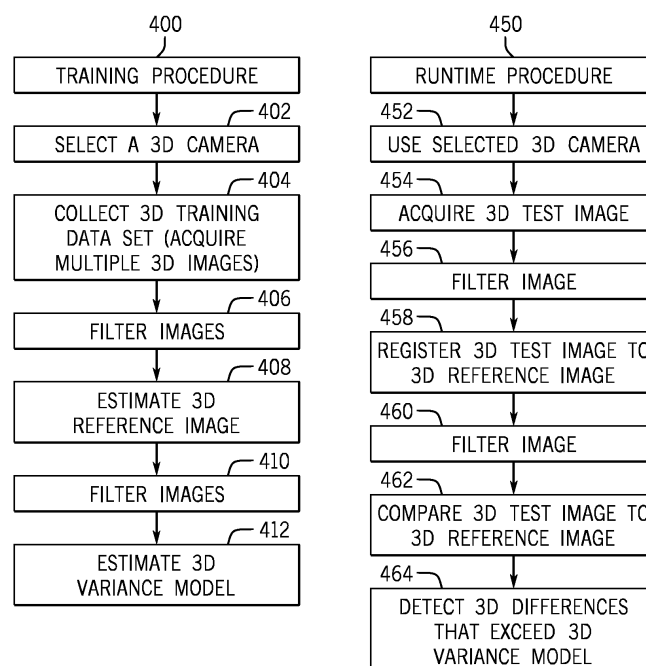 400
TRAINING PROCEDURE
402
SELECT A 3D CAMERA
404
COLLECT 3D TRAINING
DATA SET (ACQUIRE
MULTIPLE 3D IMAGES)
406
FILTER IMAGES
408
ESTIMATE 3D
REFERENCE IMAGE
410
FILTER IMAGES
412
ESTIMATE 3D
VARIANCE MODEL
450
RUNTIME PROCEDURE
452
USE SELECTED 3D CAMERA
454
ACQUIRE 3D TEST IMAGE
456
FILTER IMAGE
458
REGISTER 3D TEST IMAGE TO
3D REFERENCE IMAGE
460
FILTER IMAGE
462
COMPARE 3D TEST IMAGE TO
3D REFERENCE IMAGE
464
DETECT 3D DIFFERENCES
THAT EXCEED 3D
VARIANCE MODEL